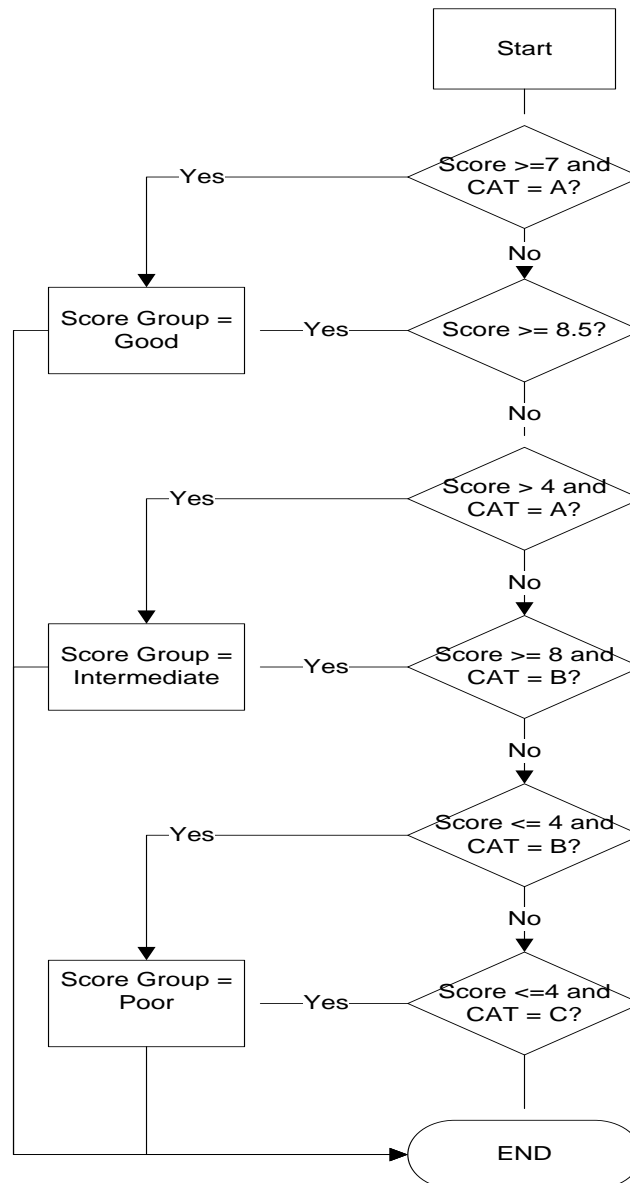 Start
Score >=7 and
CAT = A?
Yes
No
Score Group =
Good
Yes
Score >= 8.5?
No
Score > 4 and
CAT = A?
Yes
No
Score Group =
Intermediate
Yes
Score >= 8 and
CAT = B?
No
Score <= 4 and
CAT = B?
Yes
No
Score Group =
Poor
Yes
Score <=4 and
CAT = C?
END